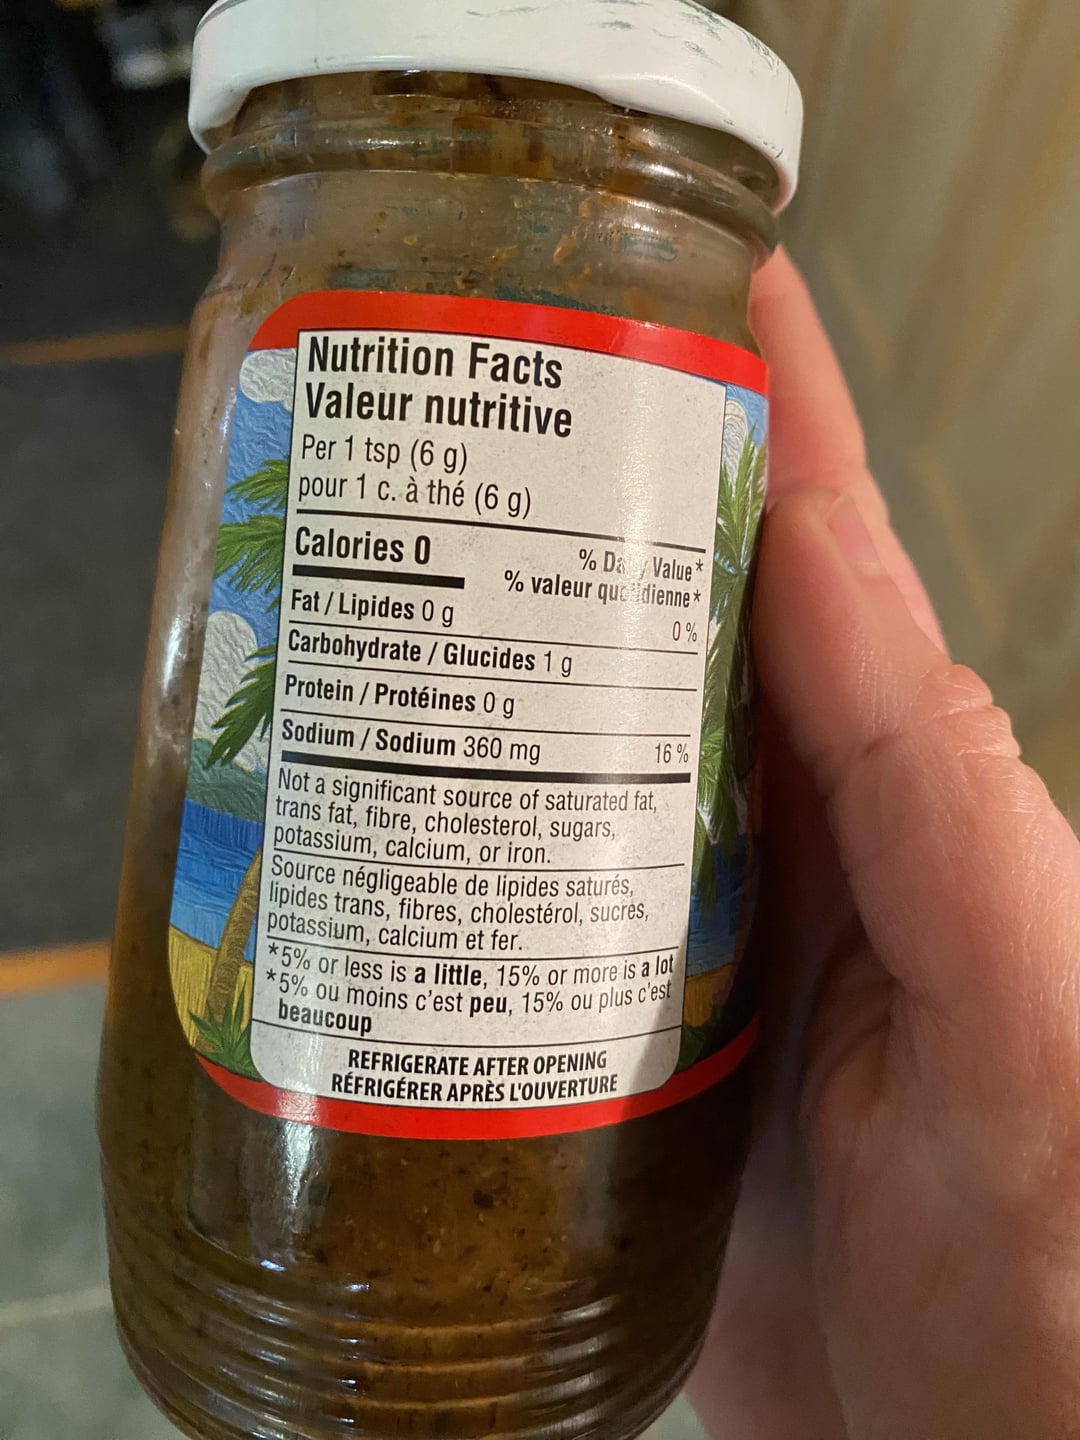 Nutrition Facts
Valeur nutritive
Per 1 tsp (6 g)
pour 1 c. à thé (6 g)
Calories 0
% Da y Value*
% valeur quotidienne*
Fat / Lipides 0 g 0 %
Carbohydrate / Glucides 1 g
Protein / Protéines 0 g
Sodium / Sodium 360 mg 16 %
Not a significant source of saturated fat,
trans fat, fibre, cholesterol, sugars,
potassium, calcium, or iron.
Source négligeable de lipides saturés,
lipides trans, fibres, cholestérol, sucres,
potassium, calcium et fer.
*5% or less is a little, 15% or more is a lot
*5% ou moins c'est peu, 15% ou plus c'est
beaucoup
REFRIGERATE AFTER OPENING
RÉFRIGÉRER APRÈS L'OUVERTURE